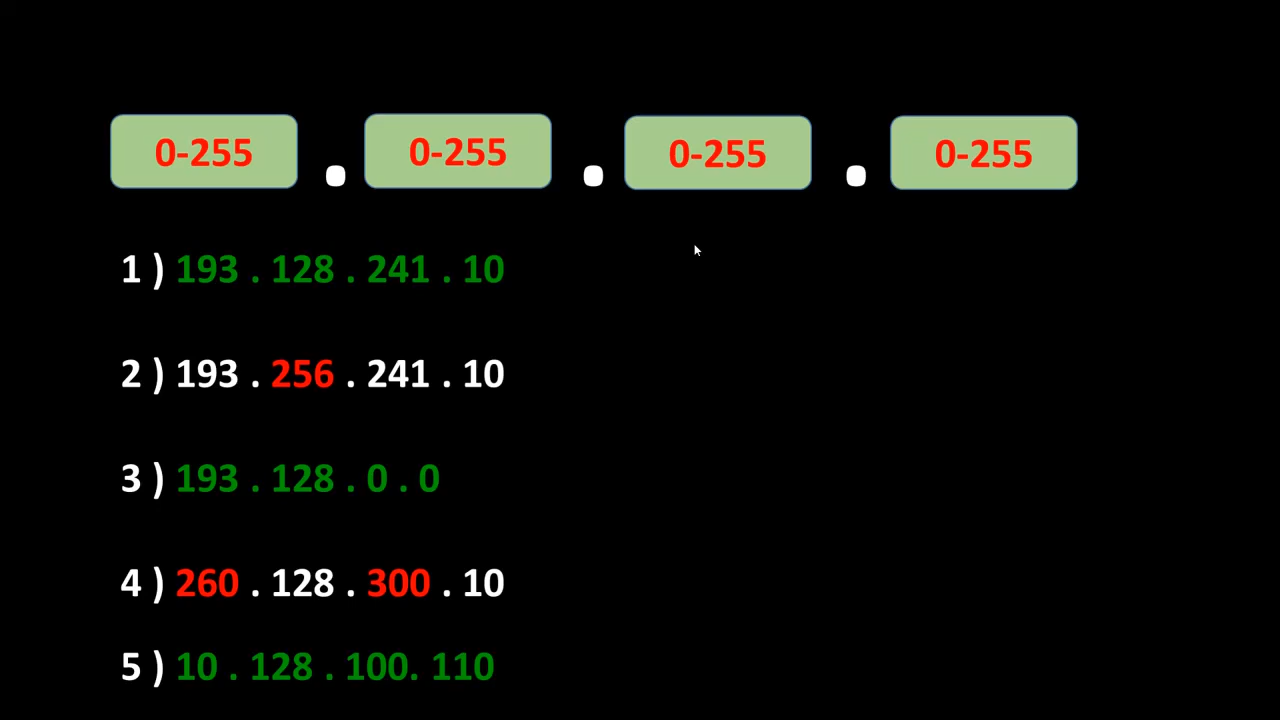 0-255 . 0-255 . 0-255 . 0-255
1 ) 193 . 128 . 241 . 10
2 ) 193 . 256 . 241 . 10
3 ) 193 . 128 . 0 . 0
4 ) 260 . 128 . 300 . 10
5 ) 10 . 128 . 100. 110